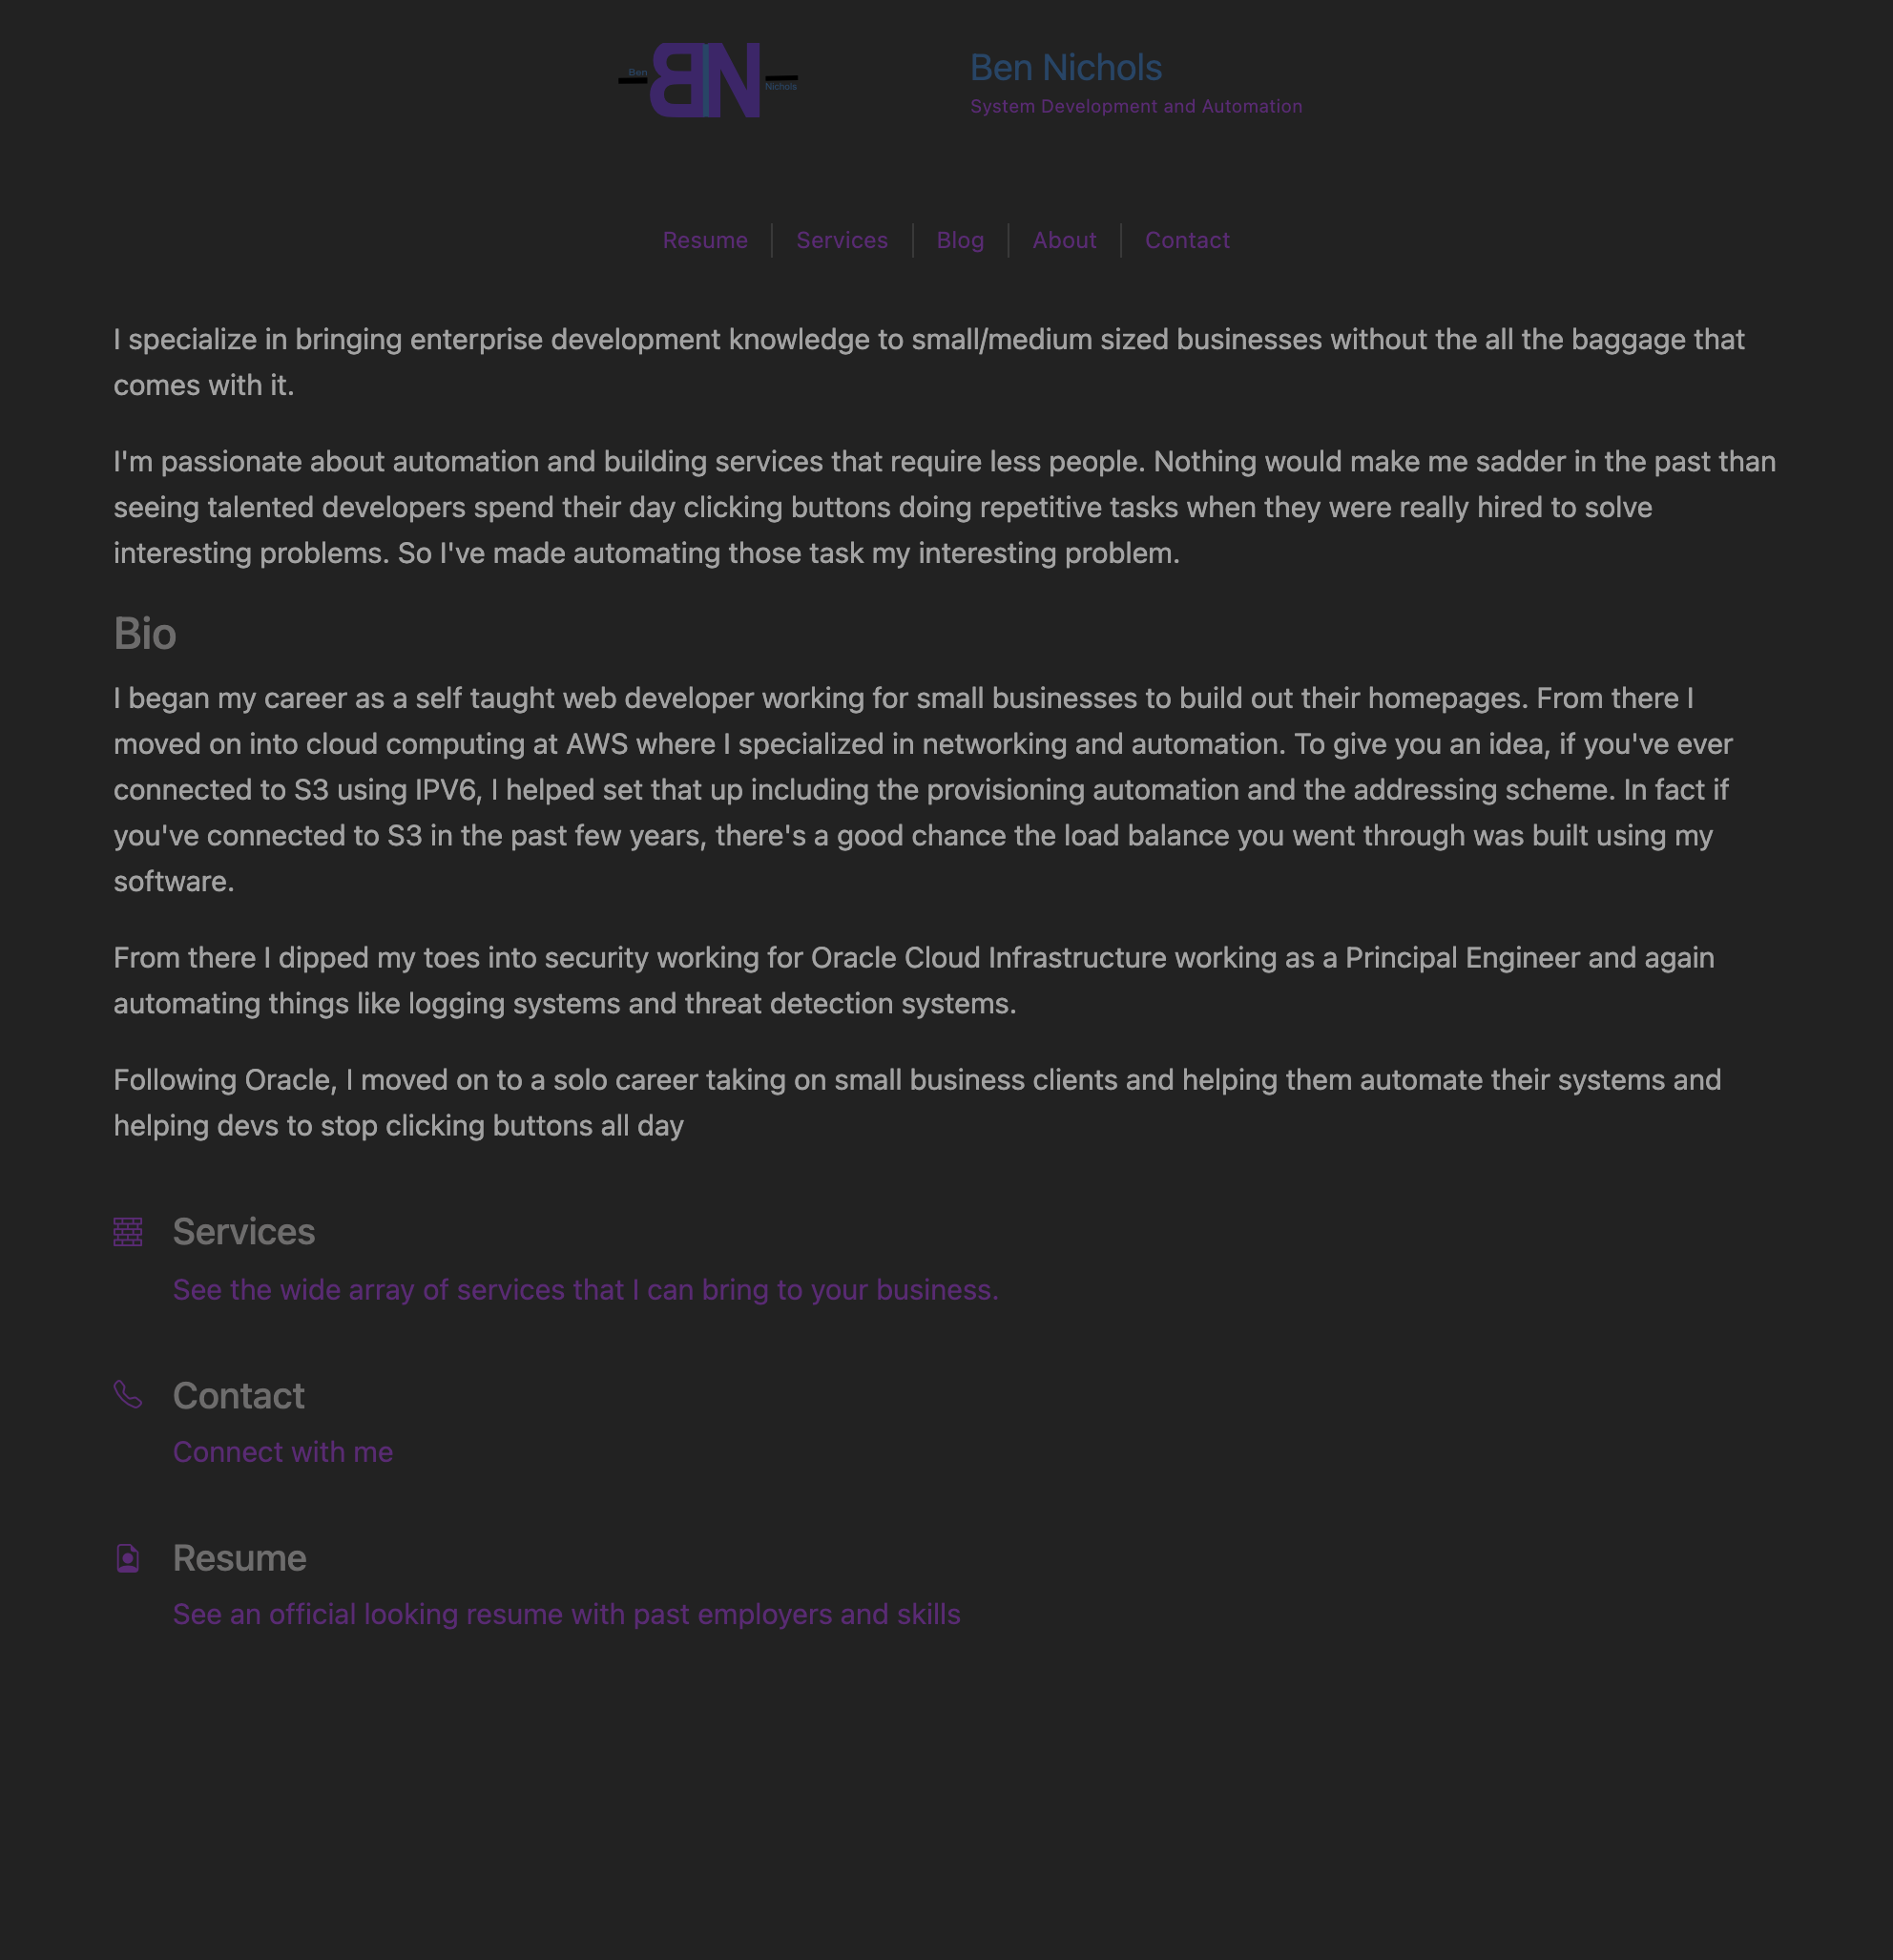 Ben
BN
Nichols
Ben Nichols
System Development and Automation
Resume
Services
Blog
About
Contact
I specialize in bringing enterprise development knowledge to small/medium sized businesses without the all the baggage that
comes with it.
I'm passionate about automation and building services that require less people. Nothing would make me sadder in the past than
seeing talented developers spend their day clicking buttons doing repetitive tasks when they were really hired to solve
interesting problems. So I've made automating those task my interesting problem.
Bio
I began my career as a self taught web developer working for small businesses to build out their homepages. From there I
moved on into cloud computing at AWS where I specialized in networking and automation. To give you an idea, if you've ever
connected to S3 using IPV6, I helped set that up including the provisioning automation and the addressing scheme. In fact if
you've connected to S3 in the past few years, there's a good chance the load balance you went through was built using my
software.
From there I dipped my toes into security working for Oracle Cloud Infrastructure working as a Principal Engineer and again
automating things like logging systems and threat detection systems.
Following Oracle, I moved on to a solo career taking on small business clients and helping them automate their systems and
helping devs to stop clicking buttons all day
Services
See the wide array of services that I can bring to your business.
Contact
Connect with me
Resume
See an official looking resume with past employers and skills